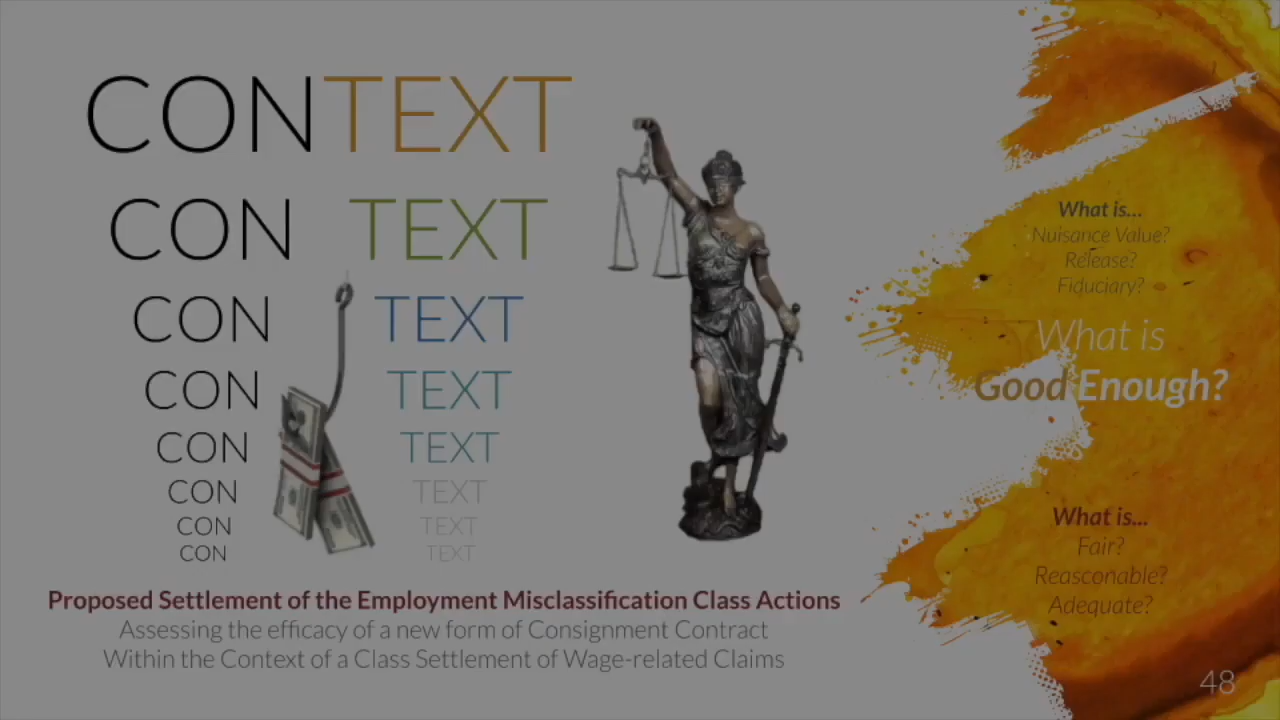 CONTEXT
CON TEXT
CON TEXT
CON TEXT
CON TEXT
CON TEXT
CON TEXT
CON TEXT
Proposed Settlement of the Employment Misclassification Class Actions
Assessing the efficacy of a new form of Consignment Contract
Within the Context of a Class Settlement of Wage-related Claims
What is...
Nuisance Value?
Release?
Fiduciary?
What is
Good Enough?
What is...
Fair?
Reasconable?
Adequate?
48